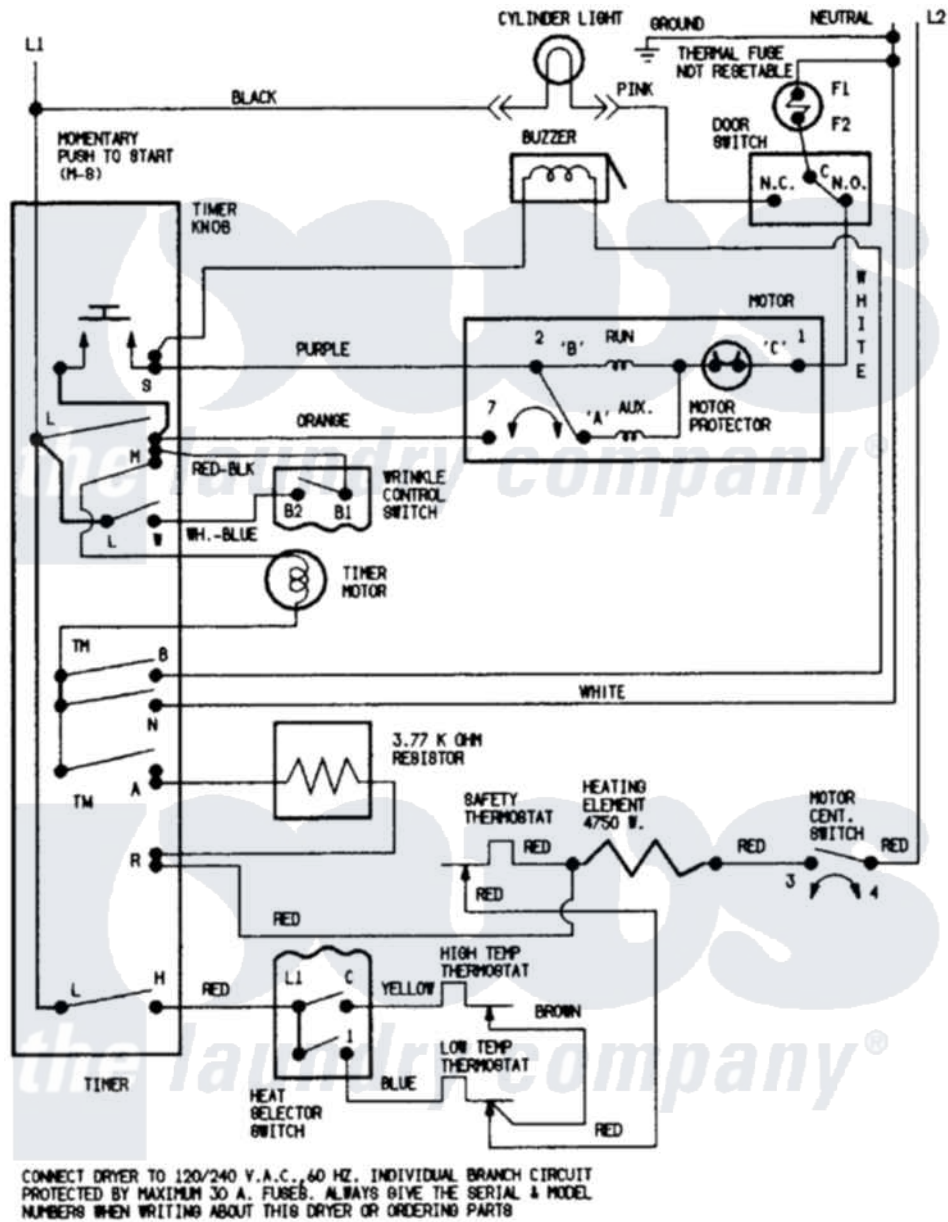 CYLINDER LIGHT
GROUND
NEUTRAL
L2
L1
THERMAL FUSE
NOT RESETABLE
F1
F2
BLACK
PINK
MOMENTARY
PUSH TO START
(M-S)
BUZZER
DOOR
SWITCH
C
N.C.
N.O.
TIMER
KNOB
WHITE
MOTOR
PURPLE
2
'B'
RUN
'C'
1
S
L
ORANGE
7
'A'
AUX.
MOTOR
PROTECTOR
M
RED-BLK
WRINKLE
CONTROL
SWITCH
B2
B1
L
W
WH.-BLUE
TIMER
MOTOR
TM
B
WHITE
N
3.77 K OHM
RESISTOR
A
TM
SAFETY
THERMOSTAT
HEATING
ELEMENT
4750 W.
MOTOR
CENT.
SWITCH
RED
RED
RED
R
3
4
RED
RED
HIGH TEMP
THERMOSTAT
L
H
RED
L1
C
YELLOW
BROWN
1
LOW TEMP
THERMOSTAT
BLUE
TIMER
HEAT
SELECTOR
SWITCH
RED
CONNECT DRYER TO 120/240 V.A.C.,60 HZ. INDIVIDUAL BRANCH CIRCUIT
PROTECTED BY MAXIMUM 30 A. FUSES. ALWAYS GIVE THE SERIAL & MODEL
NUMBERS WHEN WRITING ABOUT THIS DRYER OR ORDERING PARTS
the laundry company®
the laundry company®